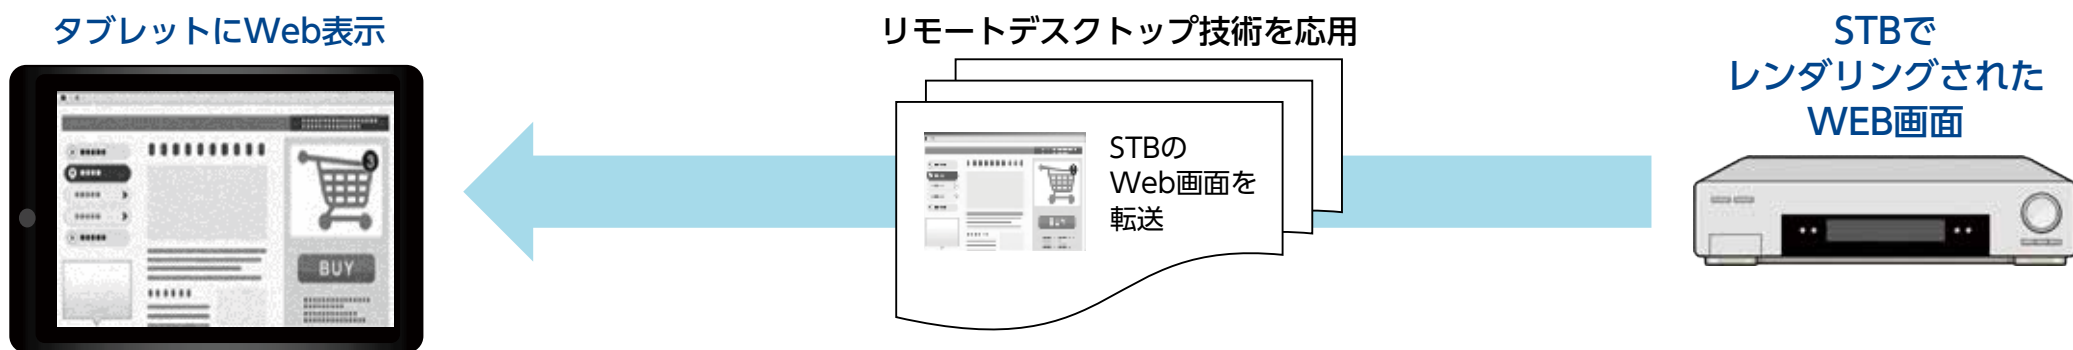 タブレットにWeb表示
リモートデスクトップ技術を応用
STBで
レンダリングされた
WEB画面
STBの
Web画面を
転送
3
BUY